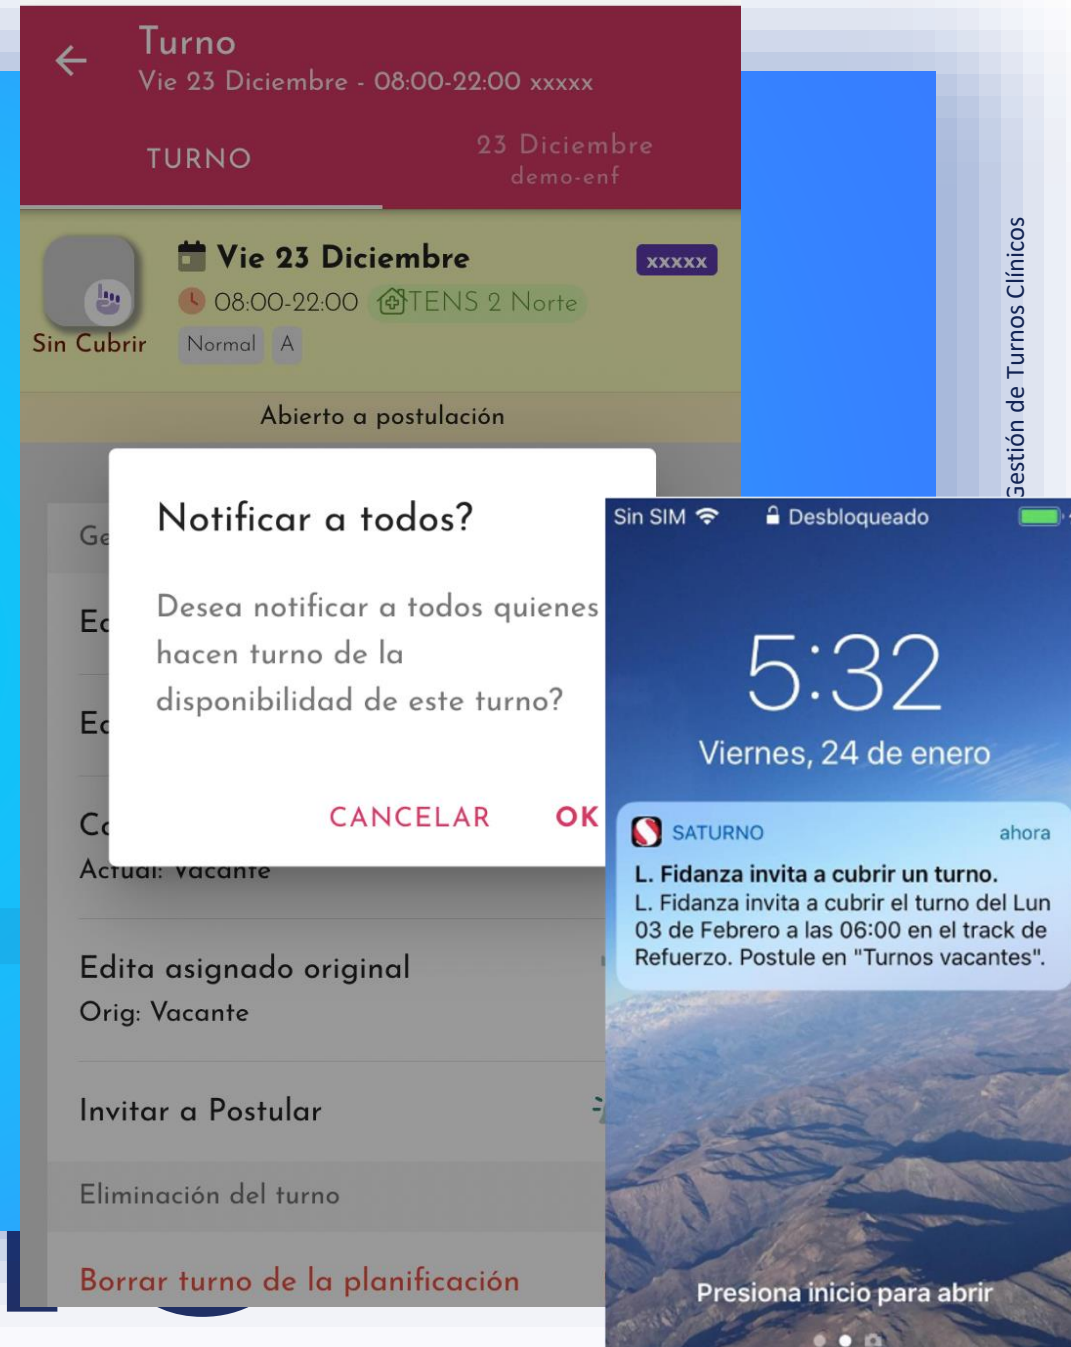 Turno
Vie 23 Diciembre - 08:00-22:00 xxxxx
TURNO
23 Diciembre
demo-enf
Vie 23 Diciembre
xxxxx
08:00-22:00
TENS 2 Norte
Sin Cubrir
Normal
A
Abierto a postulación
Notificar a todos?
Desea notificar a todos quienes
hacen turno de la
disponibilidad de este turno?
CANCELAR
OK
Actual: Vacante
Edita asignado original
Orig: Vacante
Invitar a Postular
Eliminación del turno
Borrar turno de la planificación
Gestión de Turnos Clínicos
Sin SIM
Desbloqueado
5:32
Viernes, 24 de enero
SATURNO
ahora
L. Fidanza invita a cubrir un turno.
L. Fidanza invita a cubrir el turno del Lun
03 de Febrero a las 06:00 en el track de
Refuerzo. Postule en "Turnos vacantes".
Presiona inicio para abrir